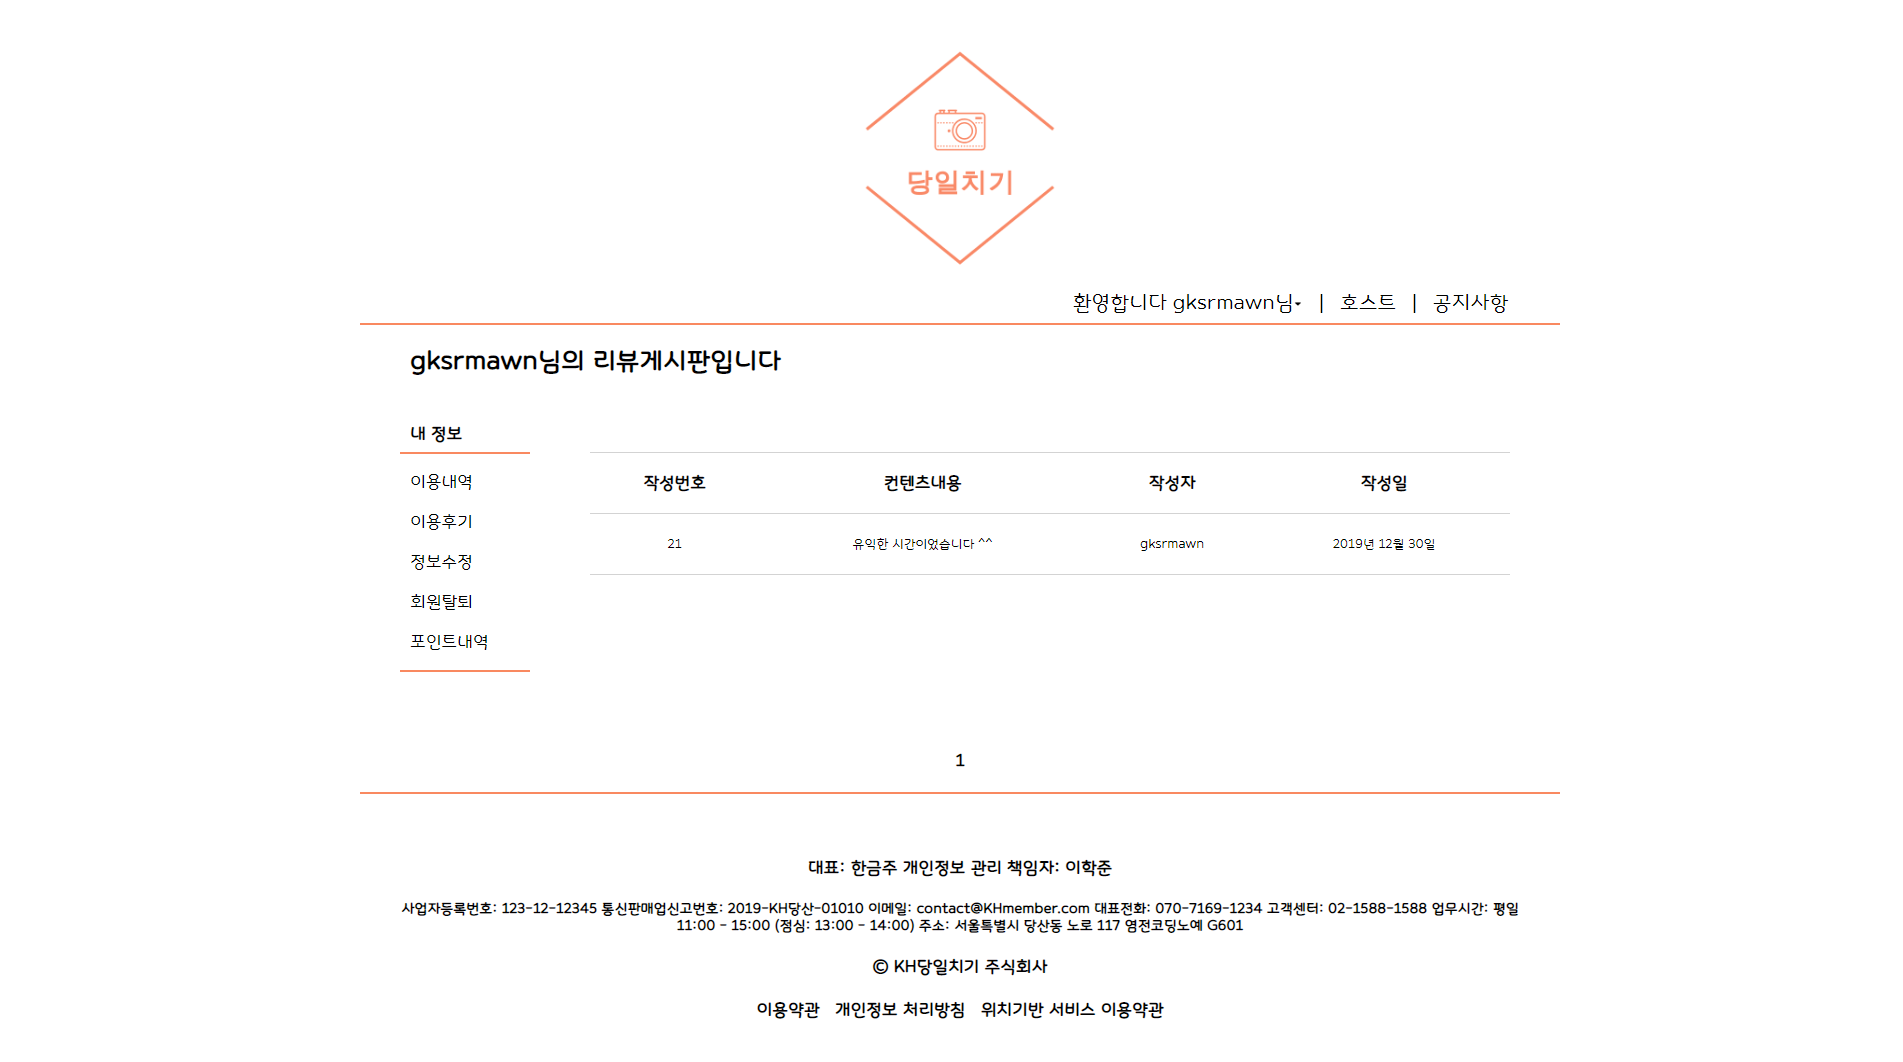 당일치기
환영합니다 gksrmawn님 | 호스트 | 공지사항
gksrmawn님의 리뷰게시판입니다
내 정보
이용내역
이용후기
정보수정
회원탈퇴
포인트내역
작성번호 컨텐츠내용 작성자 작성일
21 유익한 시간이었습니다 ^^ gksrmawn 2019년 12월 30일
1
대표: 한금주 개인정보 관리 책임자: 이학준
사업자등록번호: 123-12-12345 통신판매업신고번호: 2019-KH당산-01010 이메일: contact@KHmember.com 대표전화: 070-7169-1234 고객센터: 02-1588-1588 업무시간: 평일
11:00 - 15:00 (점심: 13:00 - 14:00) 주소: 서울특별시 당산동 노로 117 염전코딩노예 G601
© KH당일치기 주식회사
이용약관 개인정보 처리방침 위치기반 서비스 이용약관